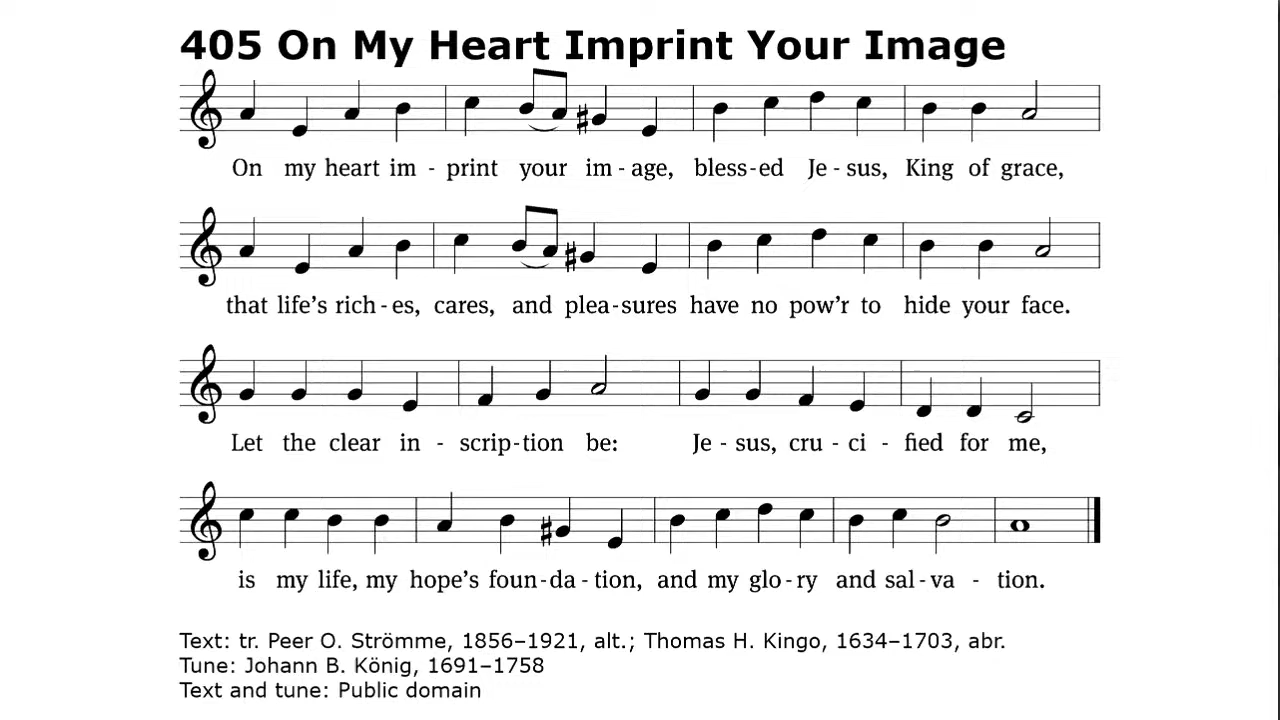 405 On My Heart Imprint Your Image
On my heart im - print your im - age, bless - ed Je - sus, King of grace,
that life's rich - es, cares, and plea - sures have no pow'r to hide your face.
Let the clear in - scrip - tion be: Je - sus, cru - ci - fied for me,
is my life, my hope's foun - da - tion, and my glo - ry and sal - va - tion.
Text: tr. Peer O. Strömme, 1856–1921, alt.; Thomas H. Kingo, 1634–1703, abr.
Tune: Johann B. König, 1691–1758
Text and tune: Public domain